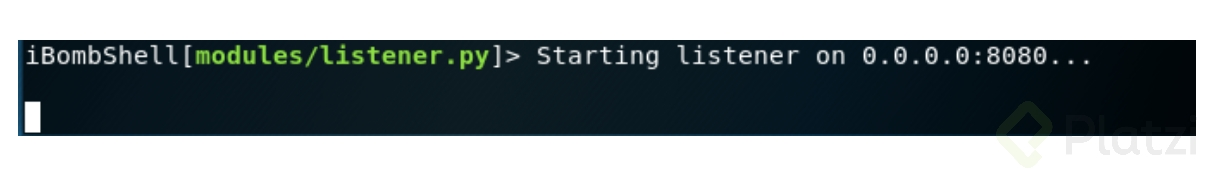 iBombShell[modules/listener.py]> Starting listener on 0.0.0.0:8080...
Platzi